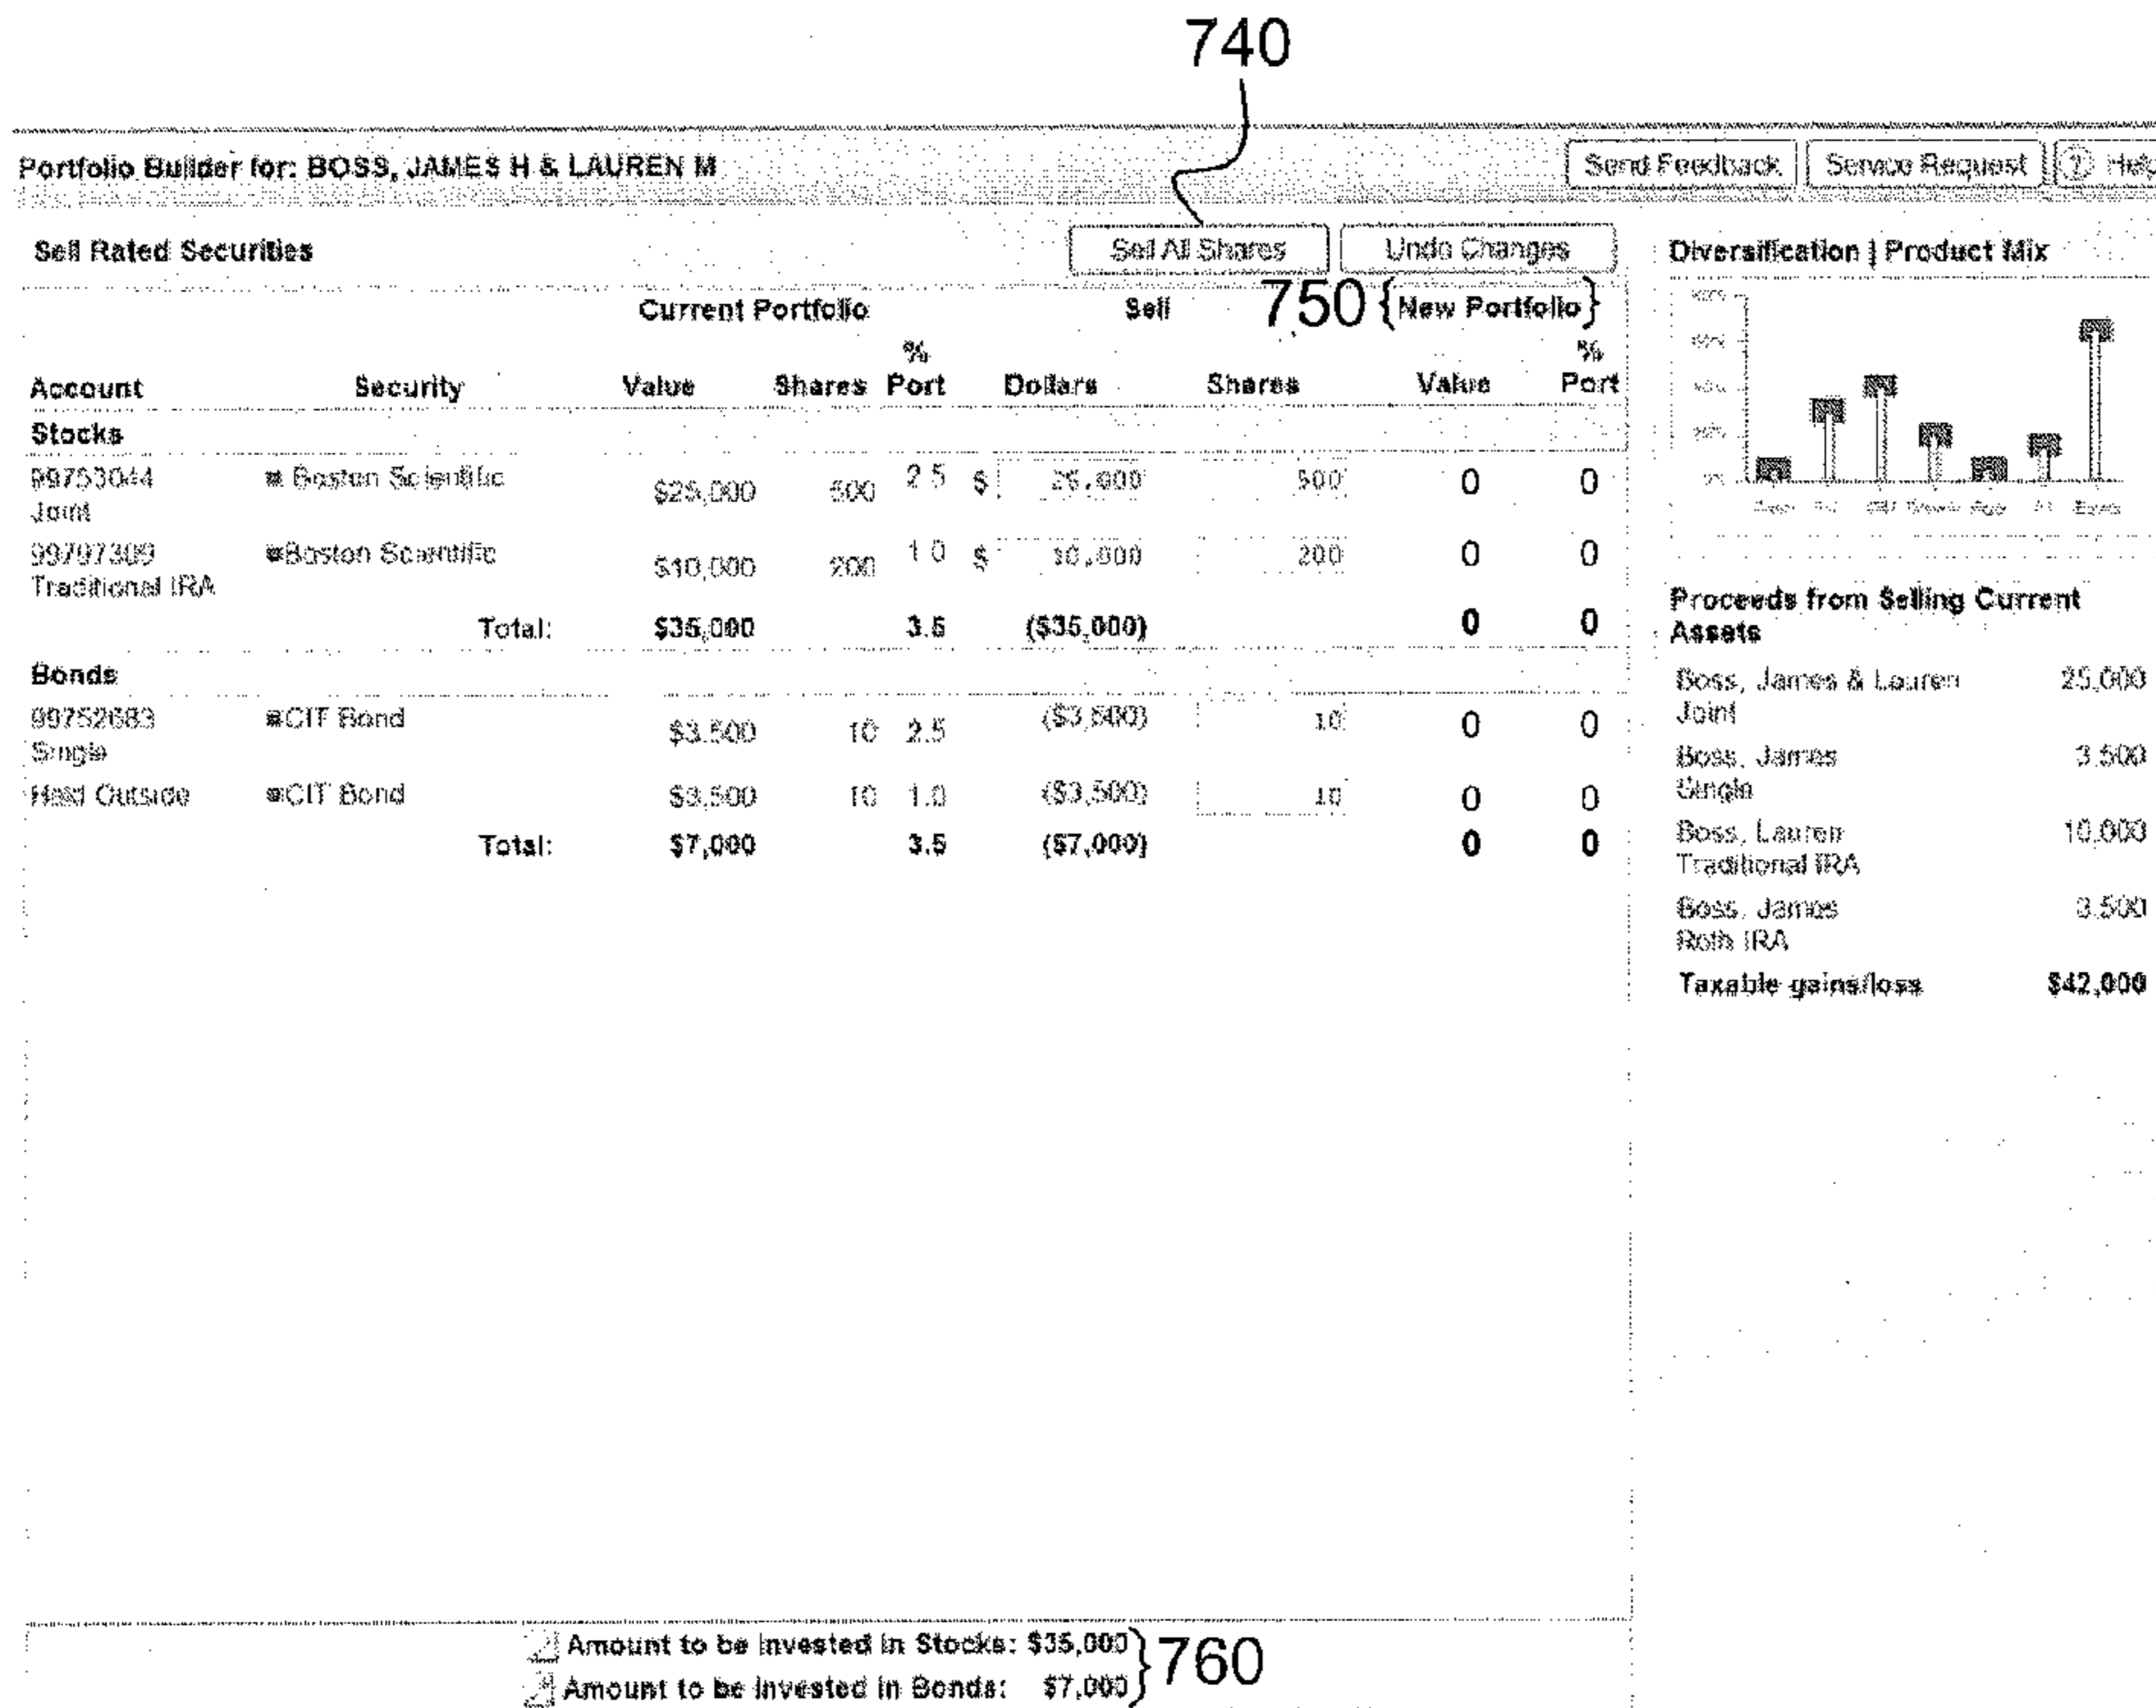 740
Portfolio Builder for: BOSS, JAMES H & LAUREN M Send Feedback Service Request Help
Sell Rated Securities Sell All Shares Undo Changes Diversification | Product Mix
Current Portfolio Sell 750 {New Portfolio}
% %
Account Security Value Shares Port Dollars Shares Value Port
Stocks
99753044 Boston Scientific $25,000 500 2.5 $ 25,000 500 0 0
Joint
99797309 Boston Scientific $10,000 200 1.0 $ 10,000 200 0 0
Traditional IRA
Total: $35,000 3.5 ($35,000) 0 0
Bonds
99752683 CIT Bond $3,500 10 2.5 ($3,500) 10 0 0
Single
Held Outside CIT Bond $3,500 10 1.0 ($3,500) 10 0 0
Total: $7,000 3.5 ($7,000) 0 0
Proceeds from Selling Current
Assets
Boss, James & Lauren 25,000
Joint
Boss, James 3,500
Single
Boss, Lauren 10,000
Traditional IRA
Boss, James 3,500
Roth IRA
Taxable gains/loss $42,000
Amount to be Invested in Stocks: $35,000
760
Amount to be Invested in Bonds: $7,000